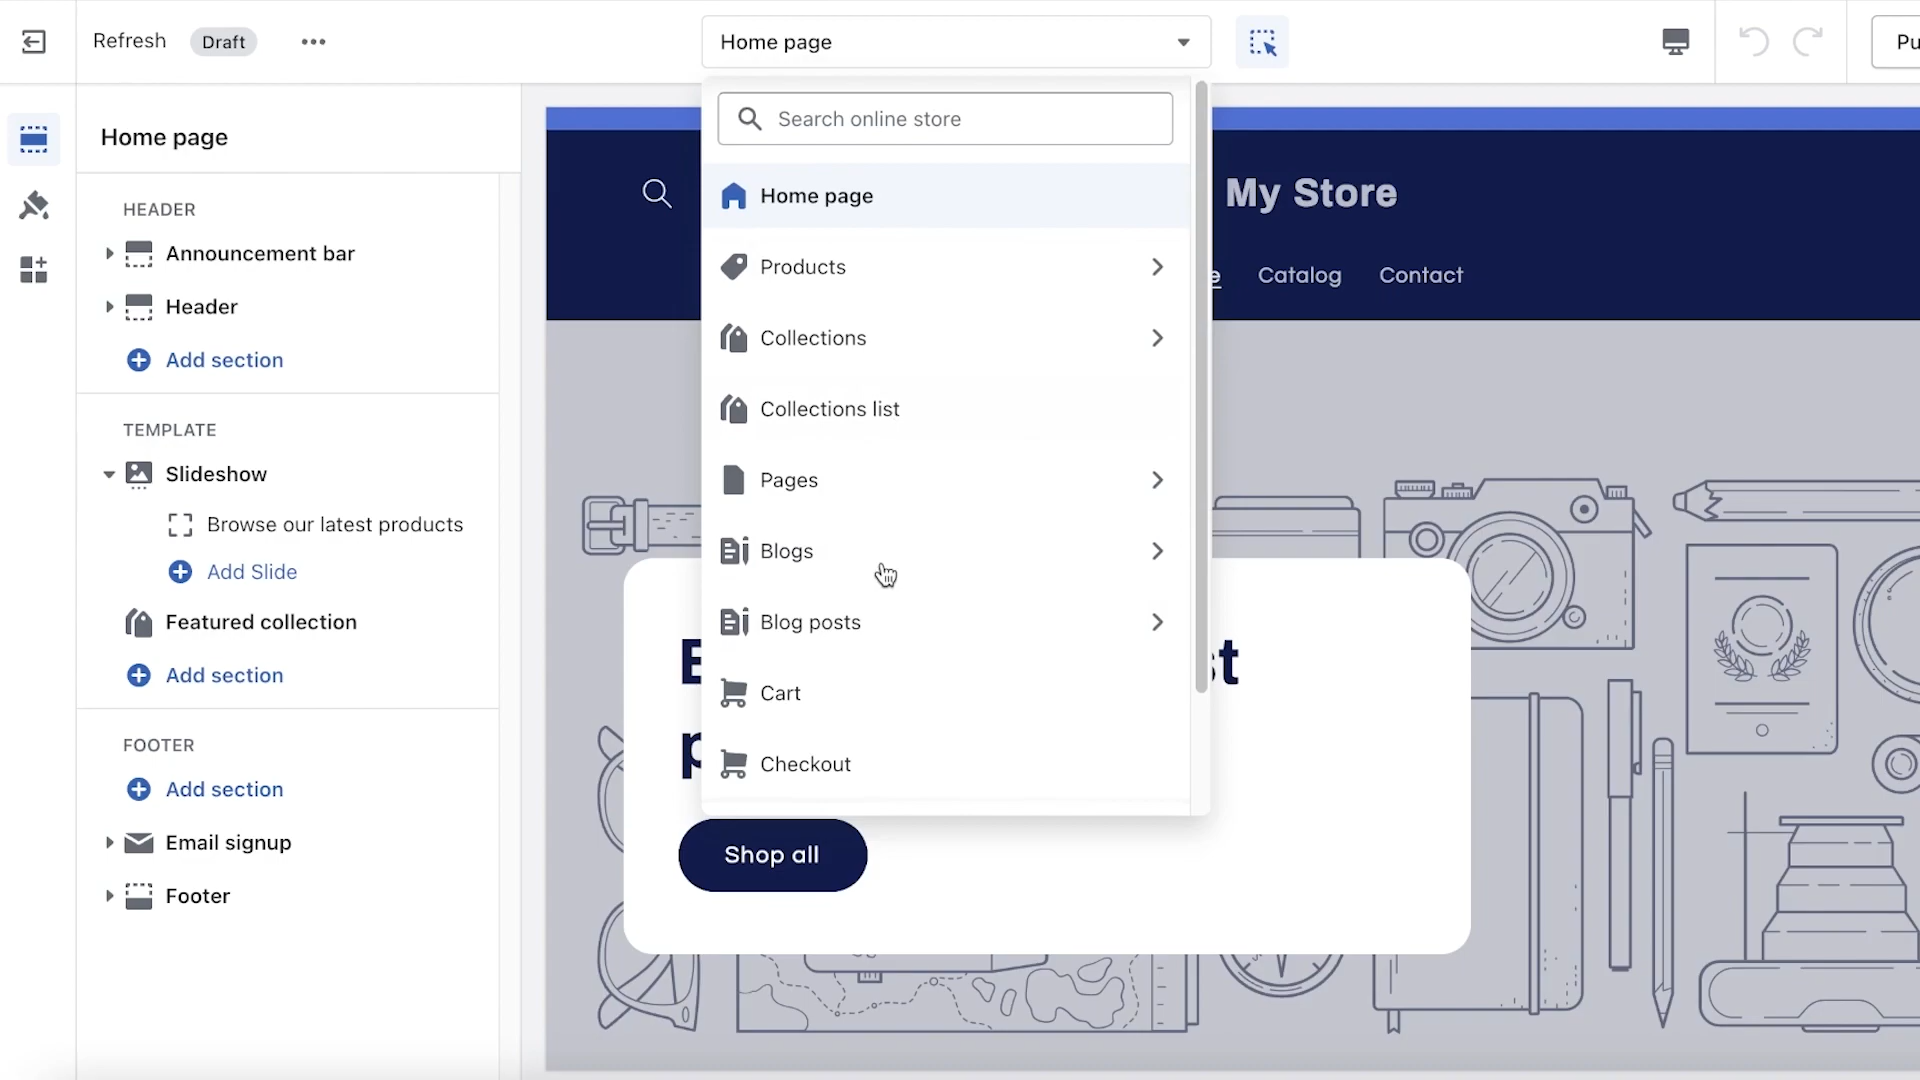 Refresh
Draft
Home page
Pu
Home page
HEADER
Announcement bar
Header
Add section
TEMPLATE
Slideshow
Browse our latest products
Add Slide
Featured collection
Add section
FOOTER
Add section
Email signup
Footer
Search online store
Home page
Products
Collections
Collections list
Pages
Blogs
Blog posts
Cart
Checkout
My Store
Catalog
Contact
Shop all